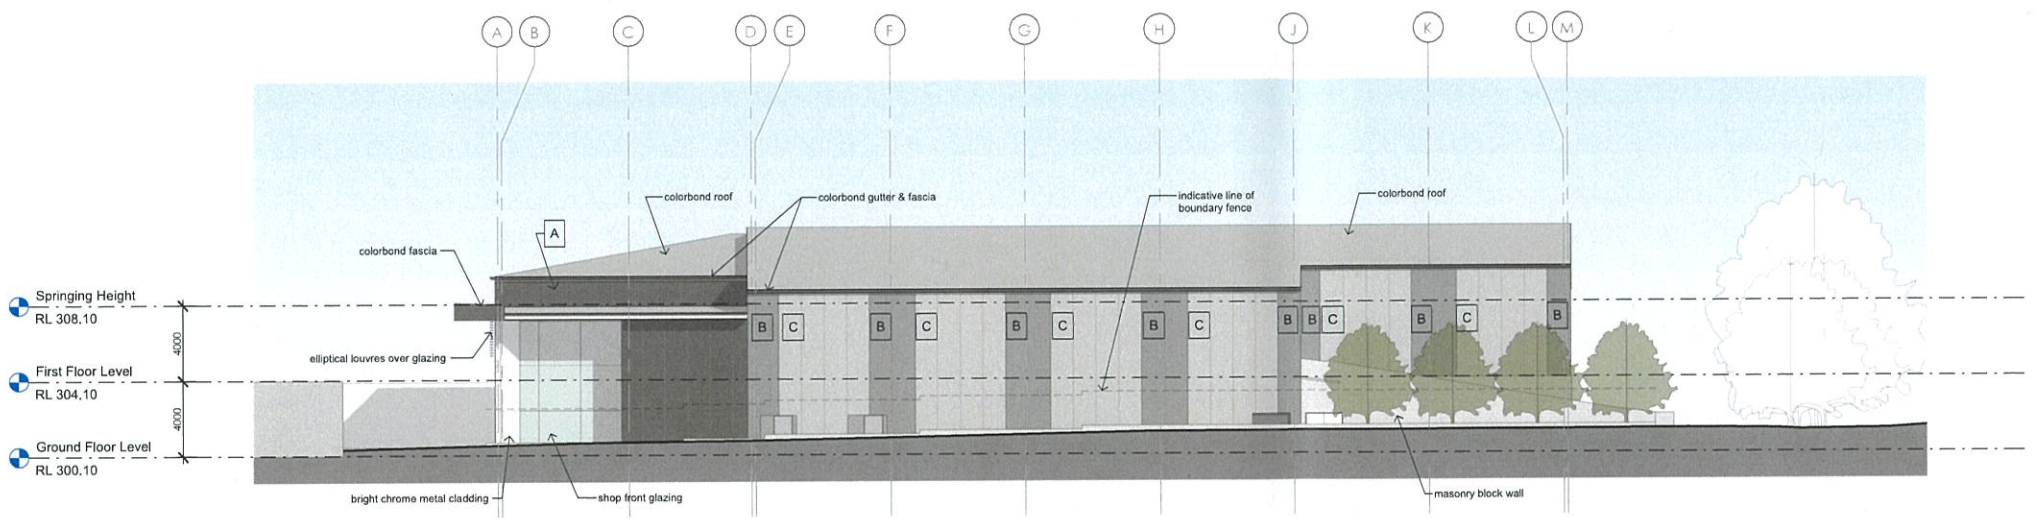 A B C D E F G H J K L M
colorbond roof
colorbond gutter & fascia
indicative line of
boundary fence
colorbond roof
A
colorbond fascia
Springing Height
RL 308.10
B C B C B C B C B B C B C B
4000
elliptical louvres over glazing
First Floor Level
RL 304.10
4000
Ground Floor Level
RL 300.10
bright chrome metal cladding
shop front glazing
masonry block wall